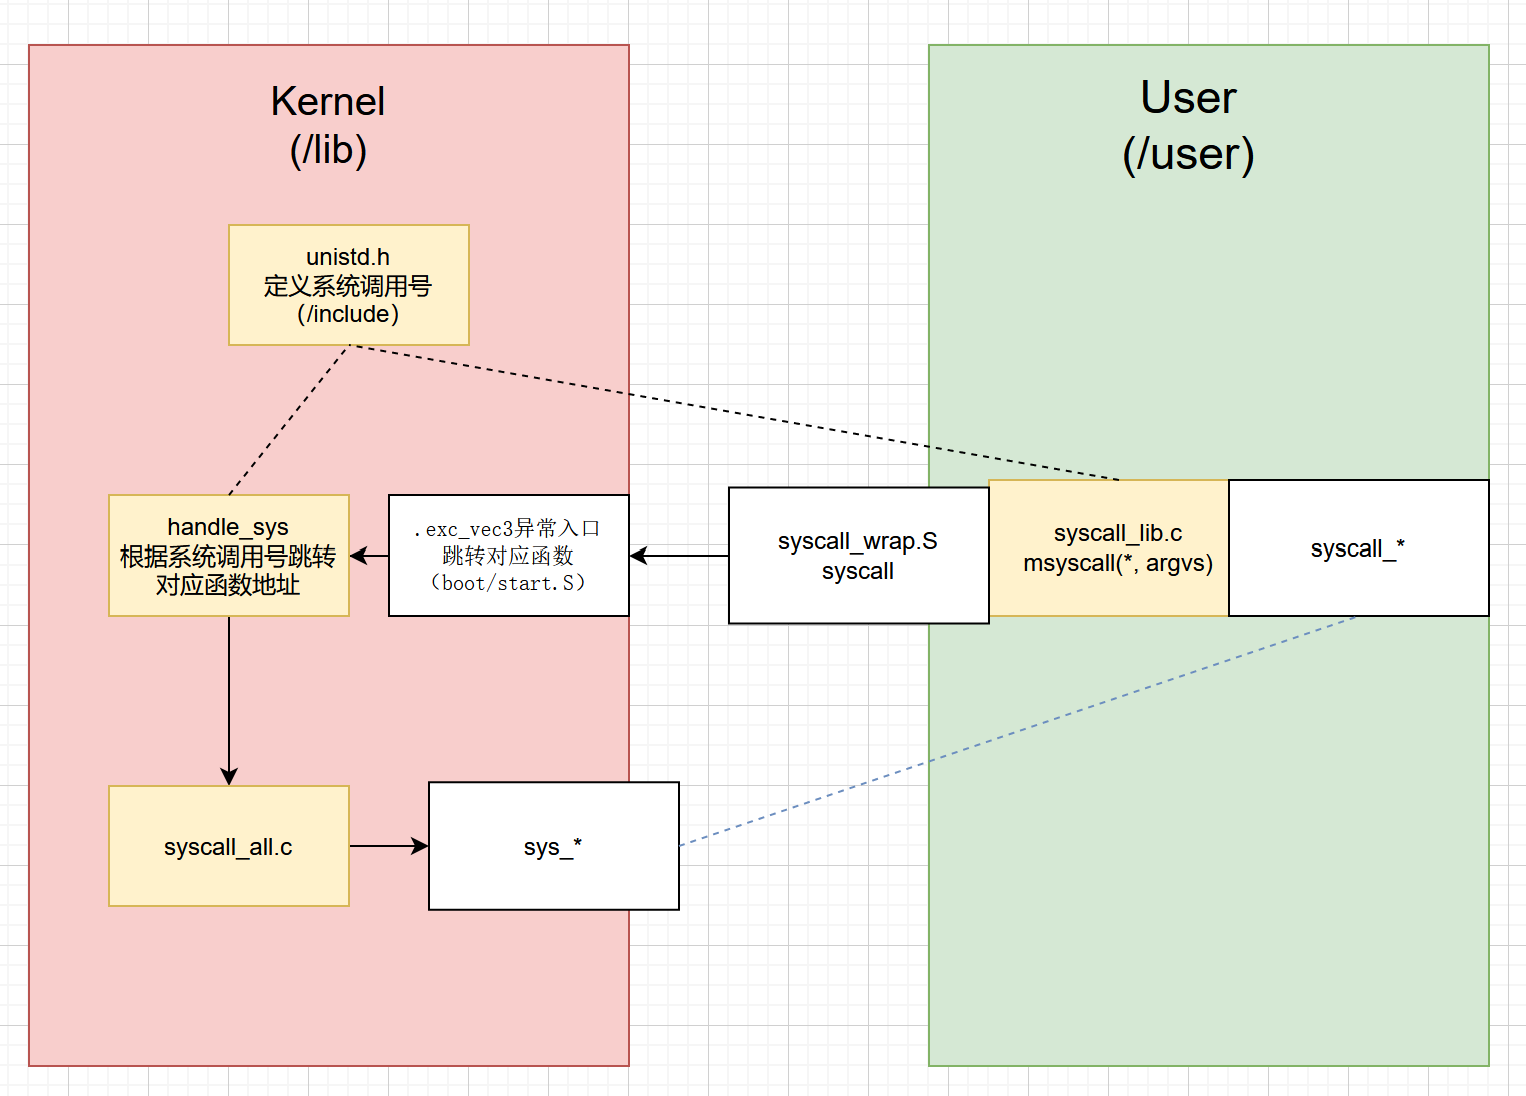 Kernel
(/lib)
User
(/user)
unistd.h
定义系统调用号
（/include）
handle_sys
根据系统调用号跳转
对应函数地址
.exc_vec3异常入口
跳转对应函数
（boot/start.S）
syscall_wrap.S
syscall
syscall_lib.c
msyscall(*, argvs)
syscall_*
syscall_all.c
sys_*